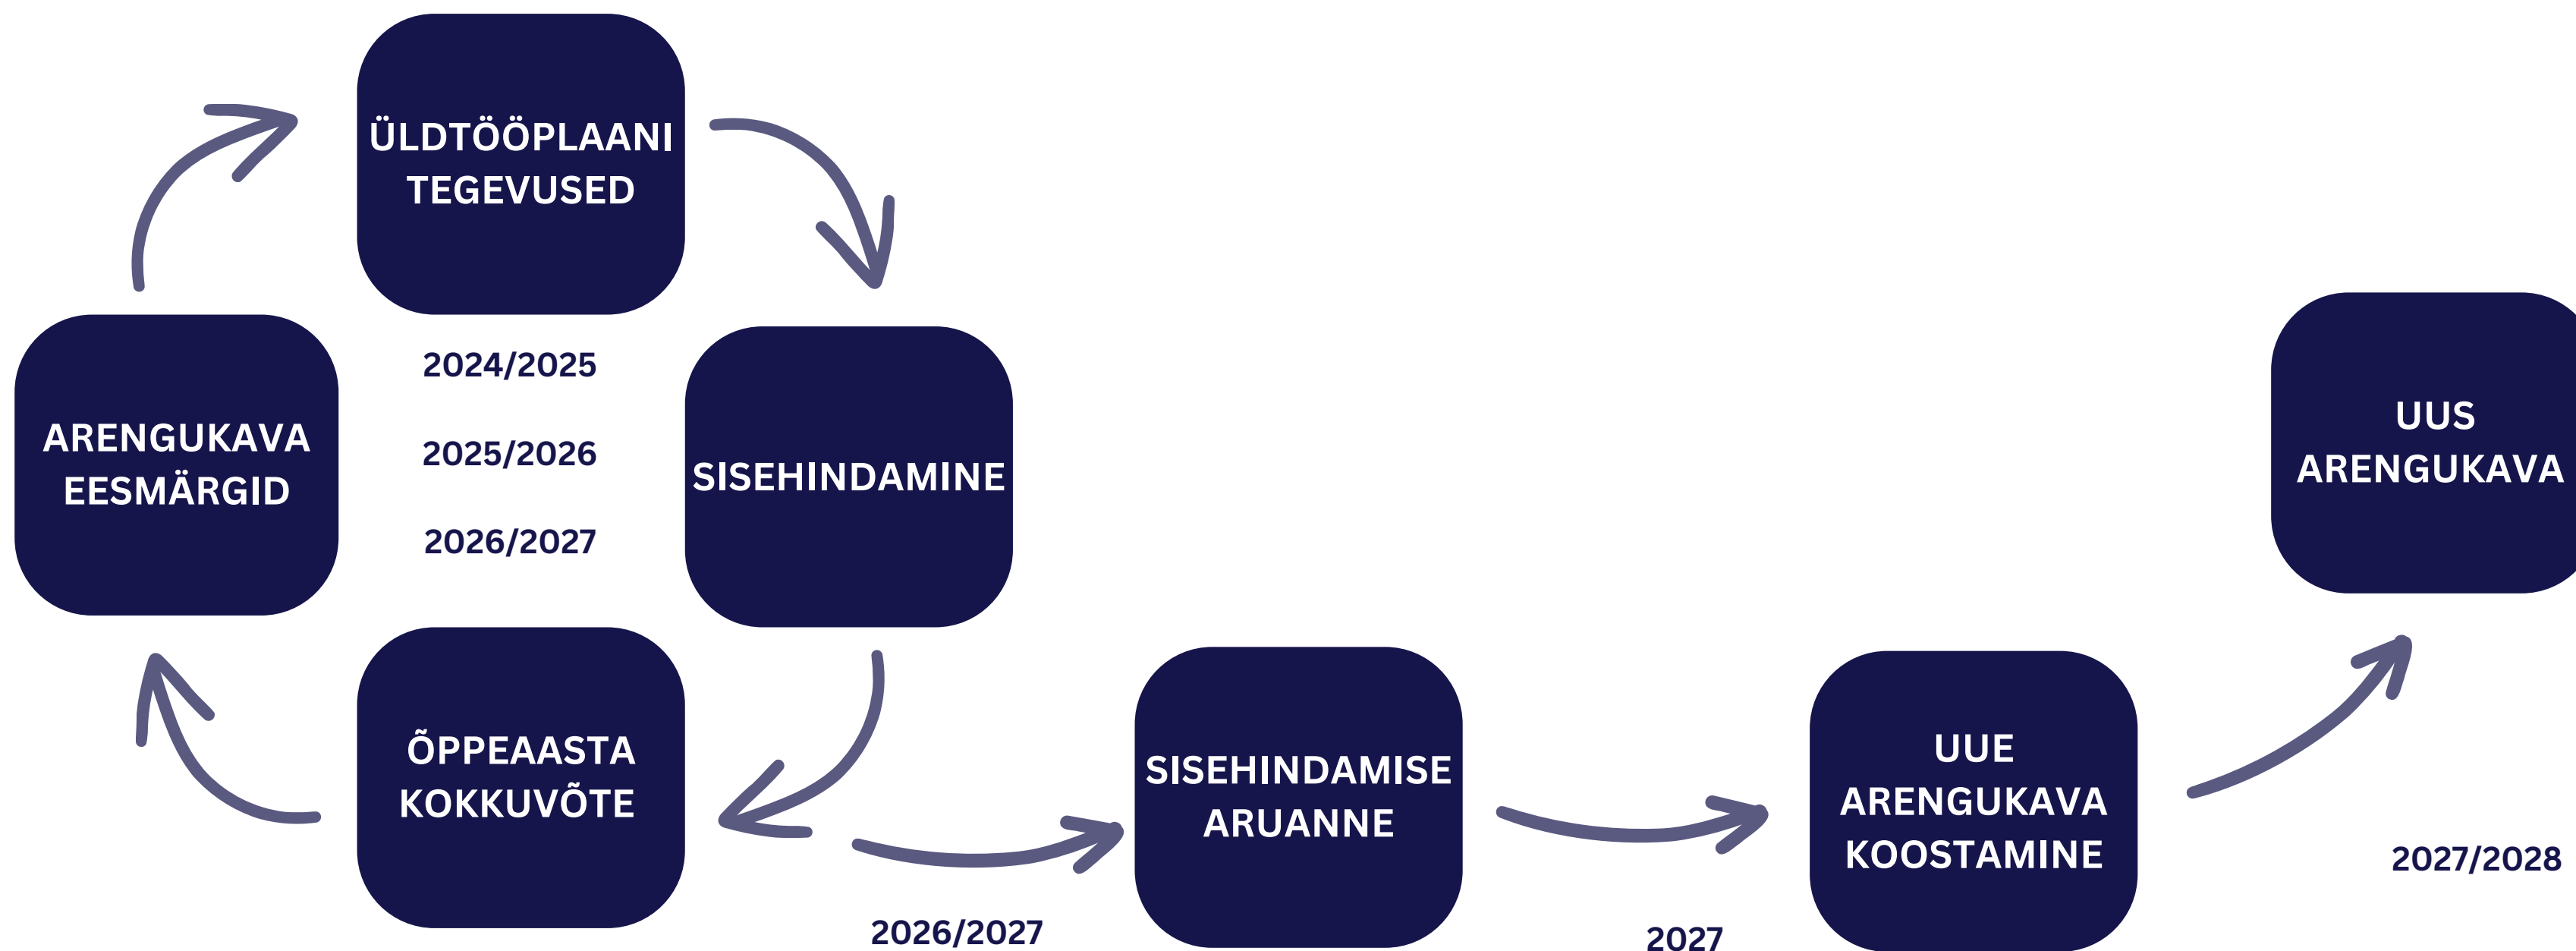 ÜLDTÖÖPLAANI
TEGEVUSED
ARENGUKAVA
EESMÄRGID
2024/2025
2025/2026
2026/2027
SISEHINDAMINE
ÕPPEAASTA
KOKKUVÕTE
2026/2027
SISEHINDAMISE
ARUANNE
2027
UUE
ARENGUKAVA
KOOSTAMINE
2027/2028
UUS
ARENGUKAVA